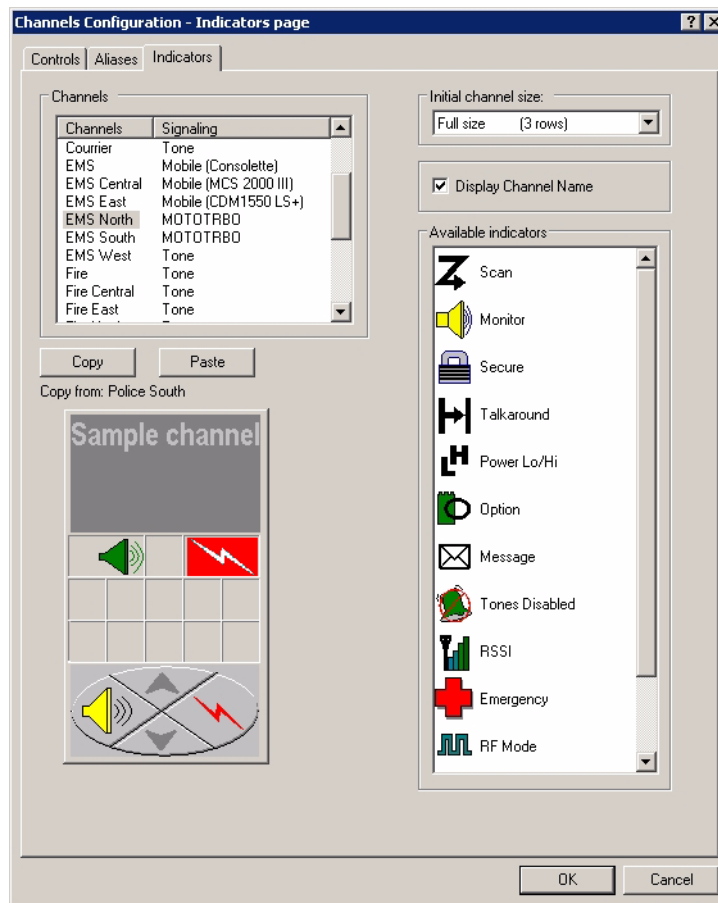 Channels Configuration - Indicators page
Controls Aliases Indicators
Channels
Channels Signaling
Courrier Tone
EMS Mobile (Consolette)
EMS Central Mobile (MCS 2000 III)
EMS East Mobile (CDM1550 LS+)
EMS North MOTOTRBO
EMS South MOTOTRBO
EMS West Tone
Fire Tone
Fire Central Tone
Fire East Tone
Copy Paste
Copy from: Police South
Sample channel
Initial channel size:
Full size (3 rows)
Display Channel Name
Available indicators
Scan
Monitor
Secure
Talkaround
Power Lo/Hi
Option
Message
Tones Disabled
RSSI
Emergency
RF Mode
OK Cancel